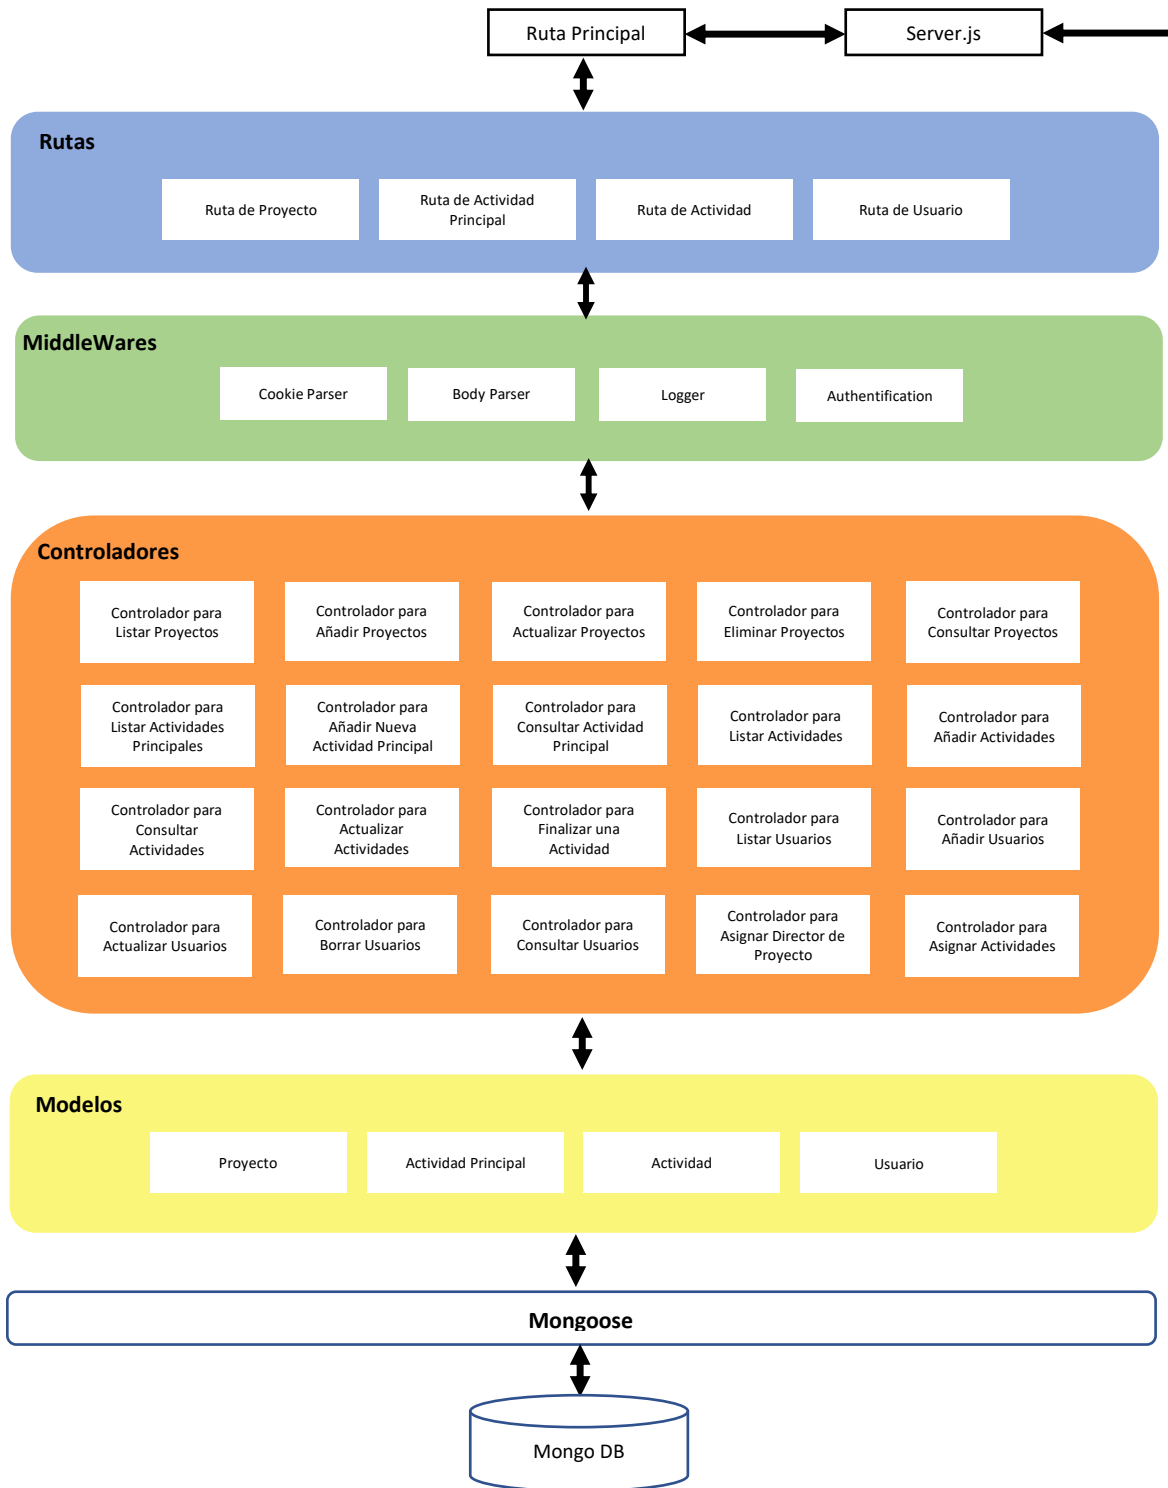 Ruta Principal
Server.js
Rutas
Ruta de Proyecto
Ruta de Actividad
Principal
Ruta de Actividad
Ruta de Usuario
MiddleWares
Cookie Parser
Body Parser
Logger
Authentification
Controladores
Controlador para
Listar Proyectos
Controlador para
Añadir Proyectos
Controlador para
Actualizar Proyectos
Controlador para
Eliminar Proyectos
Controlador para
Consultar Proyectos
Controlador para
Listar Actividades
Principales
Controlador para
Añadir Nueva
Actividad Principal
Controlador para
Consultar Actividad
Principal
Controlador para
Listar Actividades
Controlador para
Añadir Actividades
Controlador para
Consultar
Actividades
Controlador para
Actualizar
Actividades
Controlador para
Finalizar una
Actividad
Controlador para
Listar Usuarios
Controlador para
Añadir Usuarios
Controlador para
Actualizar Usuarios
Controlador para
Borrar Usuarios
Controlador para
Consultar Usuarios
Controlador para
Asignar Director de
Proyecto
Controlador para
Asignar Actividades
Modelos
Proyecto
Actividad Principal
Actividad
Usuario
Mongoose
Mongo DB